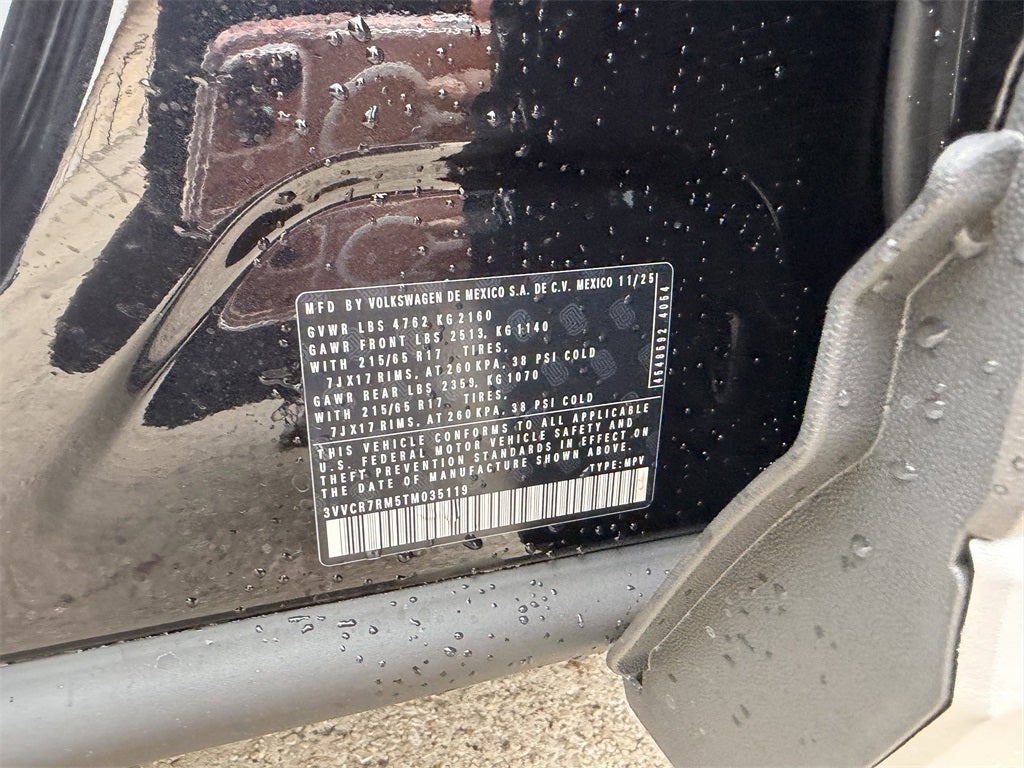 MFD BY VOLKSWAGEN DE MEXICO S.A. DE C.V. MEXICO 11/25
GVWR LBS 4762 KG 2160
GAWR FRONT LBS 2513, KG 1140
WITH 215/65 R17 TIRES,
7JX17 RIMS, AT 260 KPA, 38 PSI COLD
GAWR REAR LBS 2359, KG 1070
WITH 215/65 R17 TIRES,
7JX17 RIMS, AT 260 KPA, 38 PSI COLD
THIS VEHICLE CONFORMS TO ALL APPLICABLE
U.S. FEDERAL MOTOR VEHICLE SAFETY AND
THEFT PREVENTION STANDARDS IN EFFECT ON
THE DATE OF MANUFACTURE SHOWN ABOVE.
3VVCR7RM5TM035119 TYPE: MPV
4548692 4064